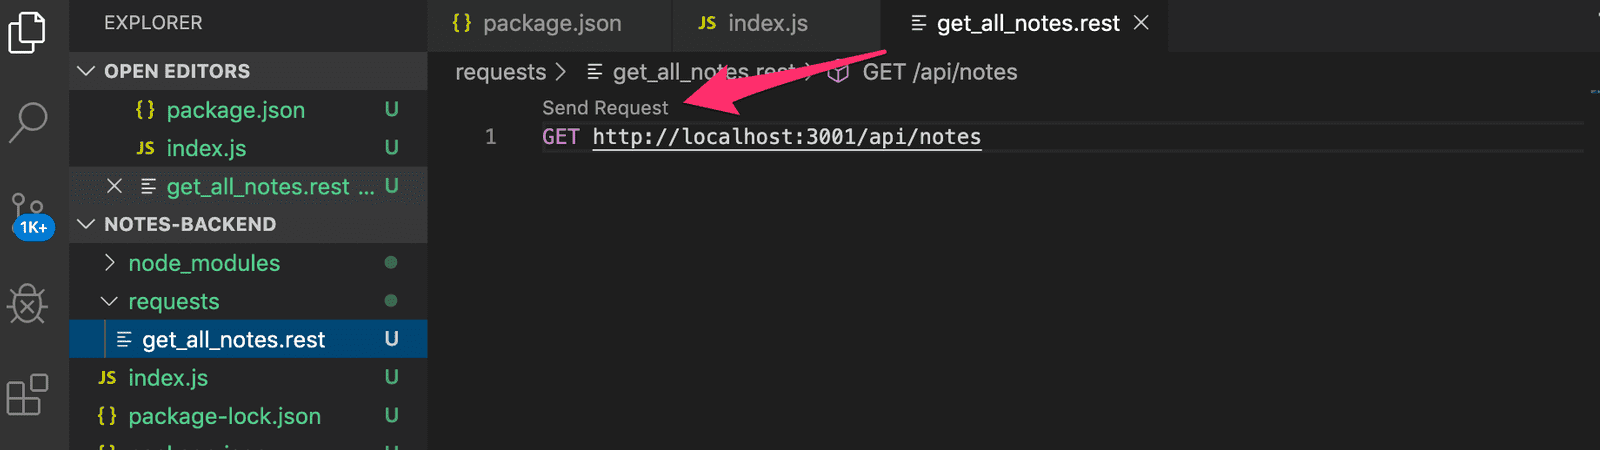 EXPLORER
OPEN EDITORS
{} package.json U
JS index.js U
get_all_notes.rest ... U
1K+
NOTES-BACKEND
node_modules
requests
get_all_notes.rest U
JS index.js U
{} package-lock.json U
{} package.json
JS index.js
get_all_notes.rest
requests > get_all_notes.rest > GET /api/notes
Send Request
1 GET http://localhost:3001/api/notes